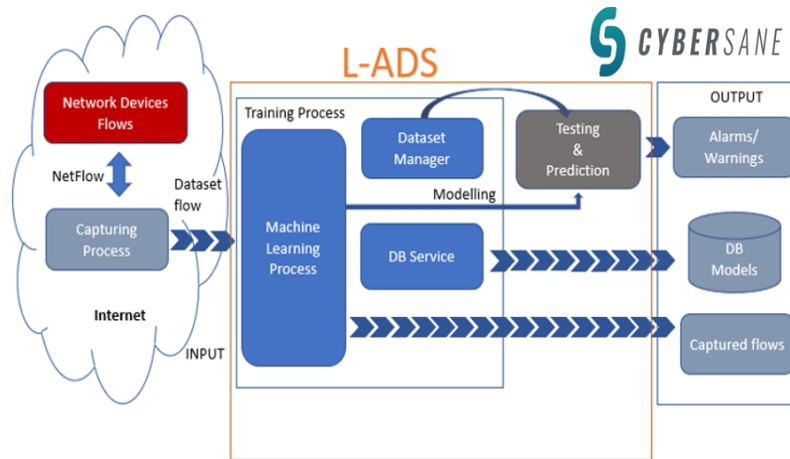 CYBERSANE
L-ADS
Network Devices
Flows
NetFlow
Capturing
Process
Internet
Dataset
flow
INPUT
Training Process
Machine
Learning
Process
Dataset
Manager
Modelling
DB Service
Testing
&
Prediction
OUTPUT
Alarms/
Warnings
DB
Models
Captured flows